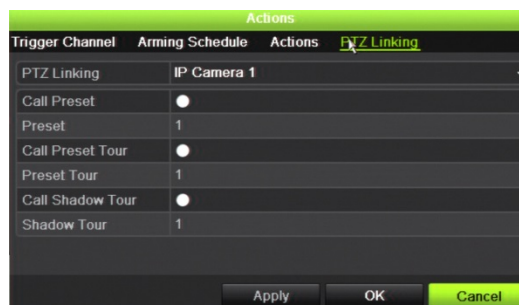 Actions
Trigger Channel Arming Schedule Actions PTZ Linking
PTZ Linking IP Camera 1
Call Preset
Preset 1
Call Preset Tour
Preset Tour 1
Call Shadow Tour
Shadow Tour 1
Apply OK Cancel